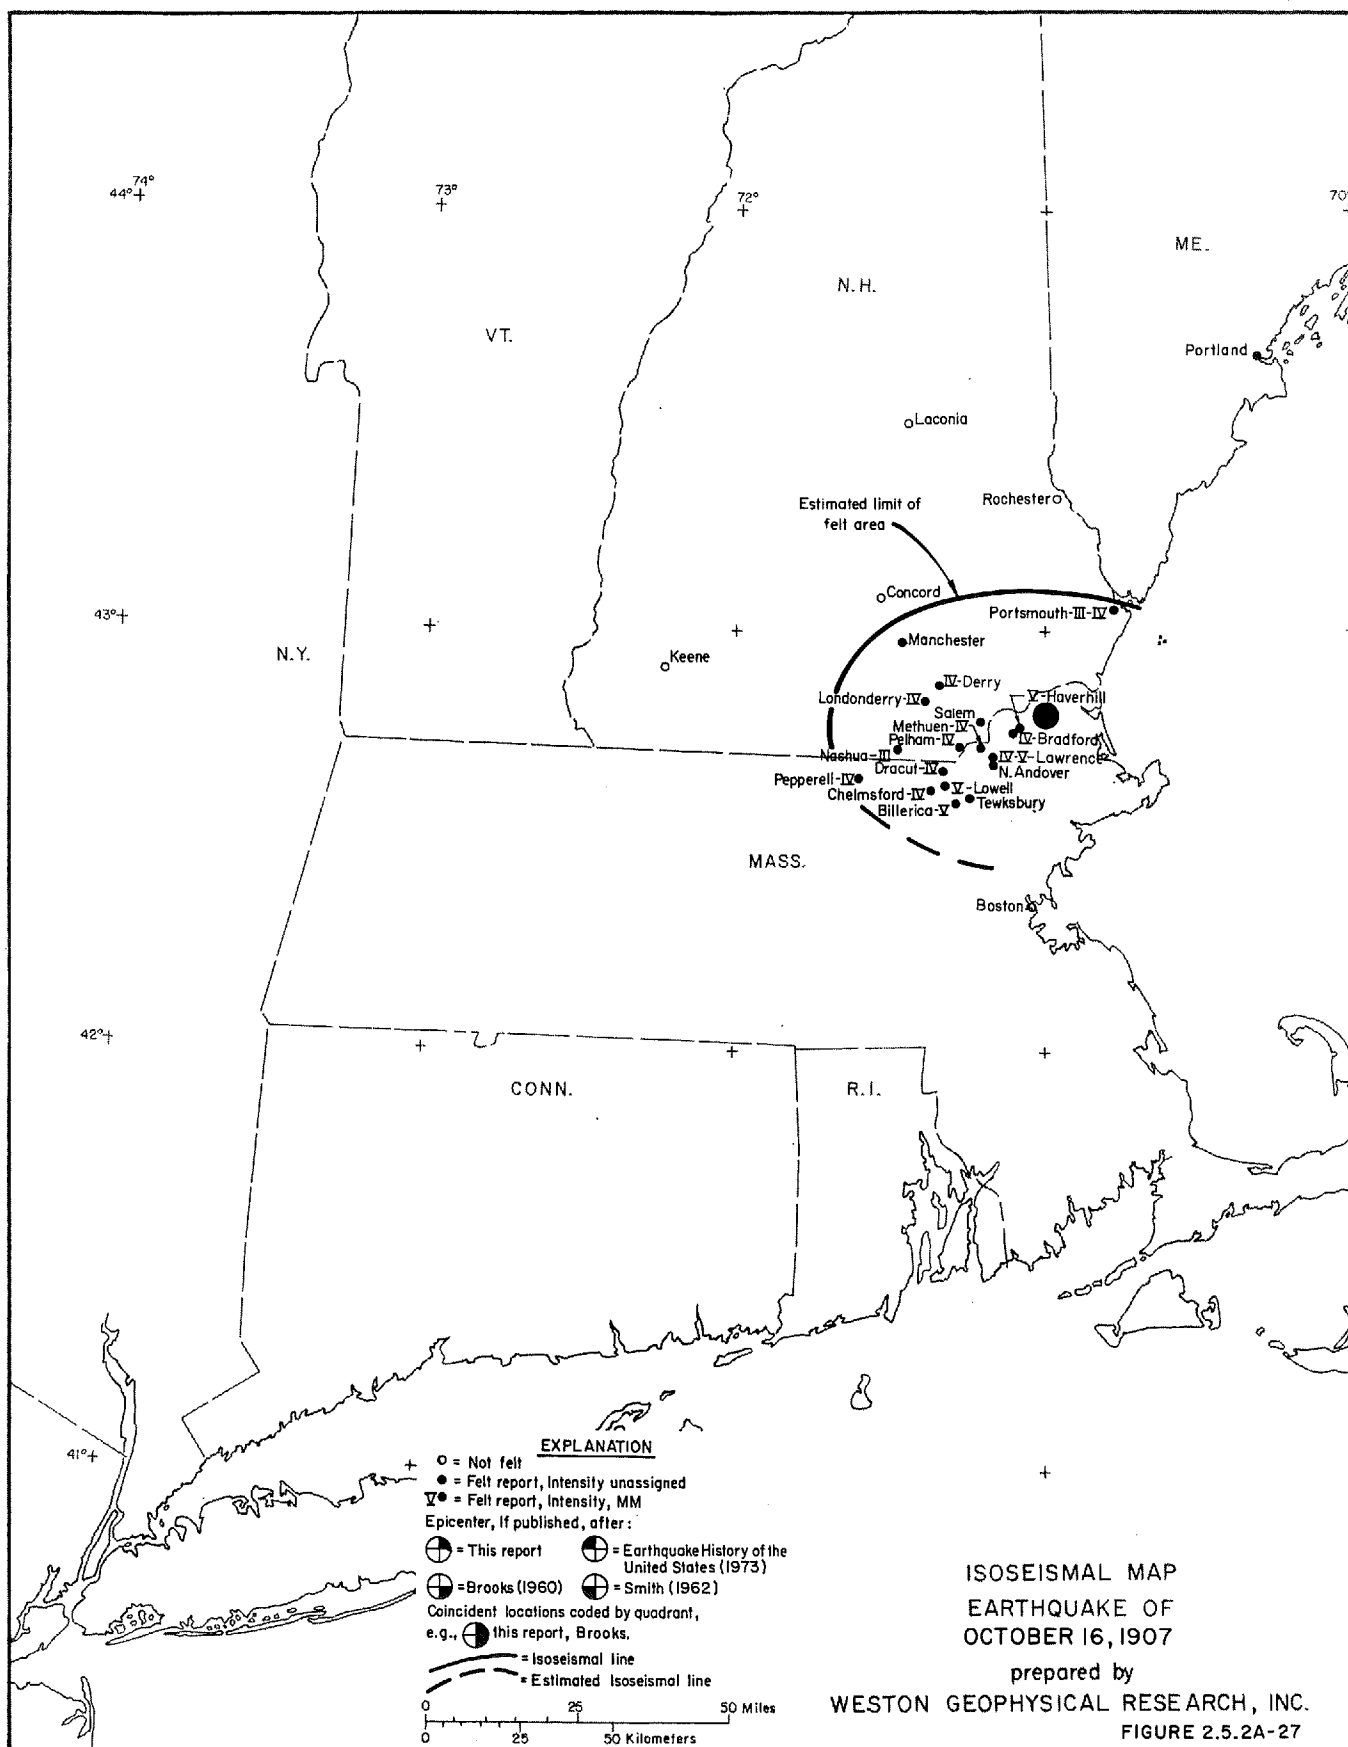 74°
44°
73°
72°
70°
ME.
N.H.
VT.
Portland
Laconia
Rochester
Estimated limit of
felt area
Concord
43°
Portsmouth-III-IV
Manchester
N.Y.
Keene
IV-Derry
V-Haverhill
Londonderry-IV
Salem
Methuen-IV
IV-Bradford
Pelham-IV
Nashua-III
IV-V-Lawrence
Dracut-IV
N. Andover
Pepperell-IV
V-Lowell
Chelmsford-IV
Tewksbury
Billerica-V
MASS.
Boston
42°
CONN.
R.I.
41°
EXPLANATION
= Not felt
= Felt report, Intensity unassigned
V = Felt report, Intensity, MM
Epicenter, If published, after:
= This report
= Earthquake History of the
United States (1973)
= Brooks (1960)
= Smith (1962)
Coincident locations coded by quadrant,
e.g., this report, Brooks.
= Isoseismal line
= Estimated Isoseismal line
0 25 50 Miles
0 25 50 Kilometers
ISOSEISMAL MAP
EARTHQUAKE OF
OCTOBER 16, 1907
prepared by
WESTON GEOPHYSICAL RESEARCH, INC.
FIGURE 2.5.2A-27